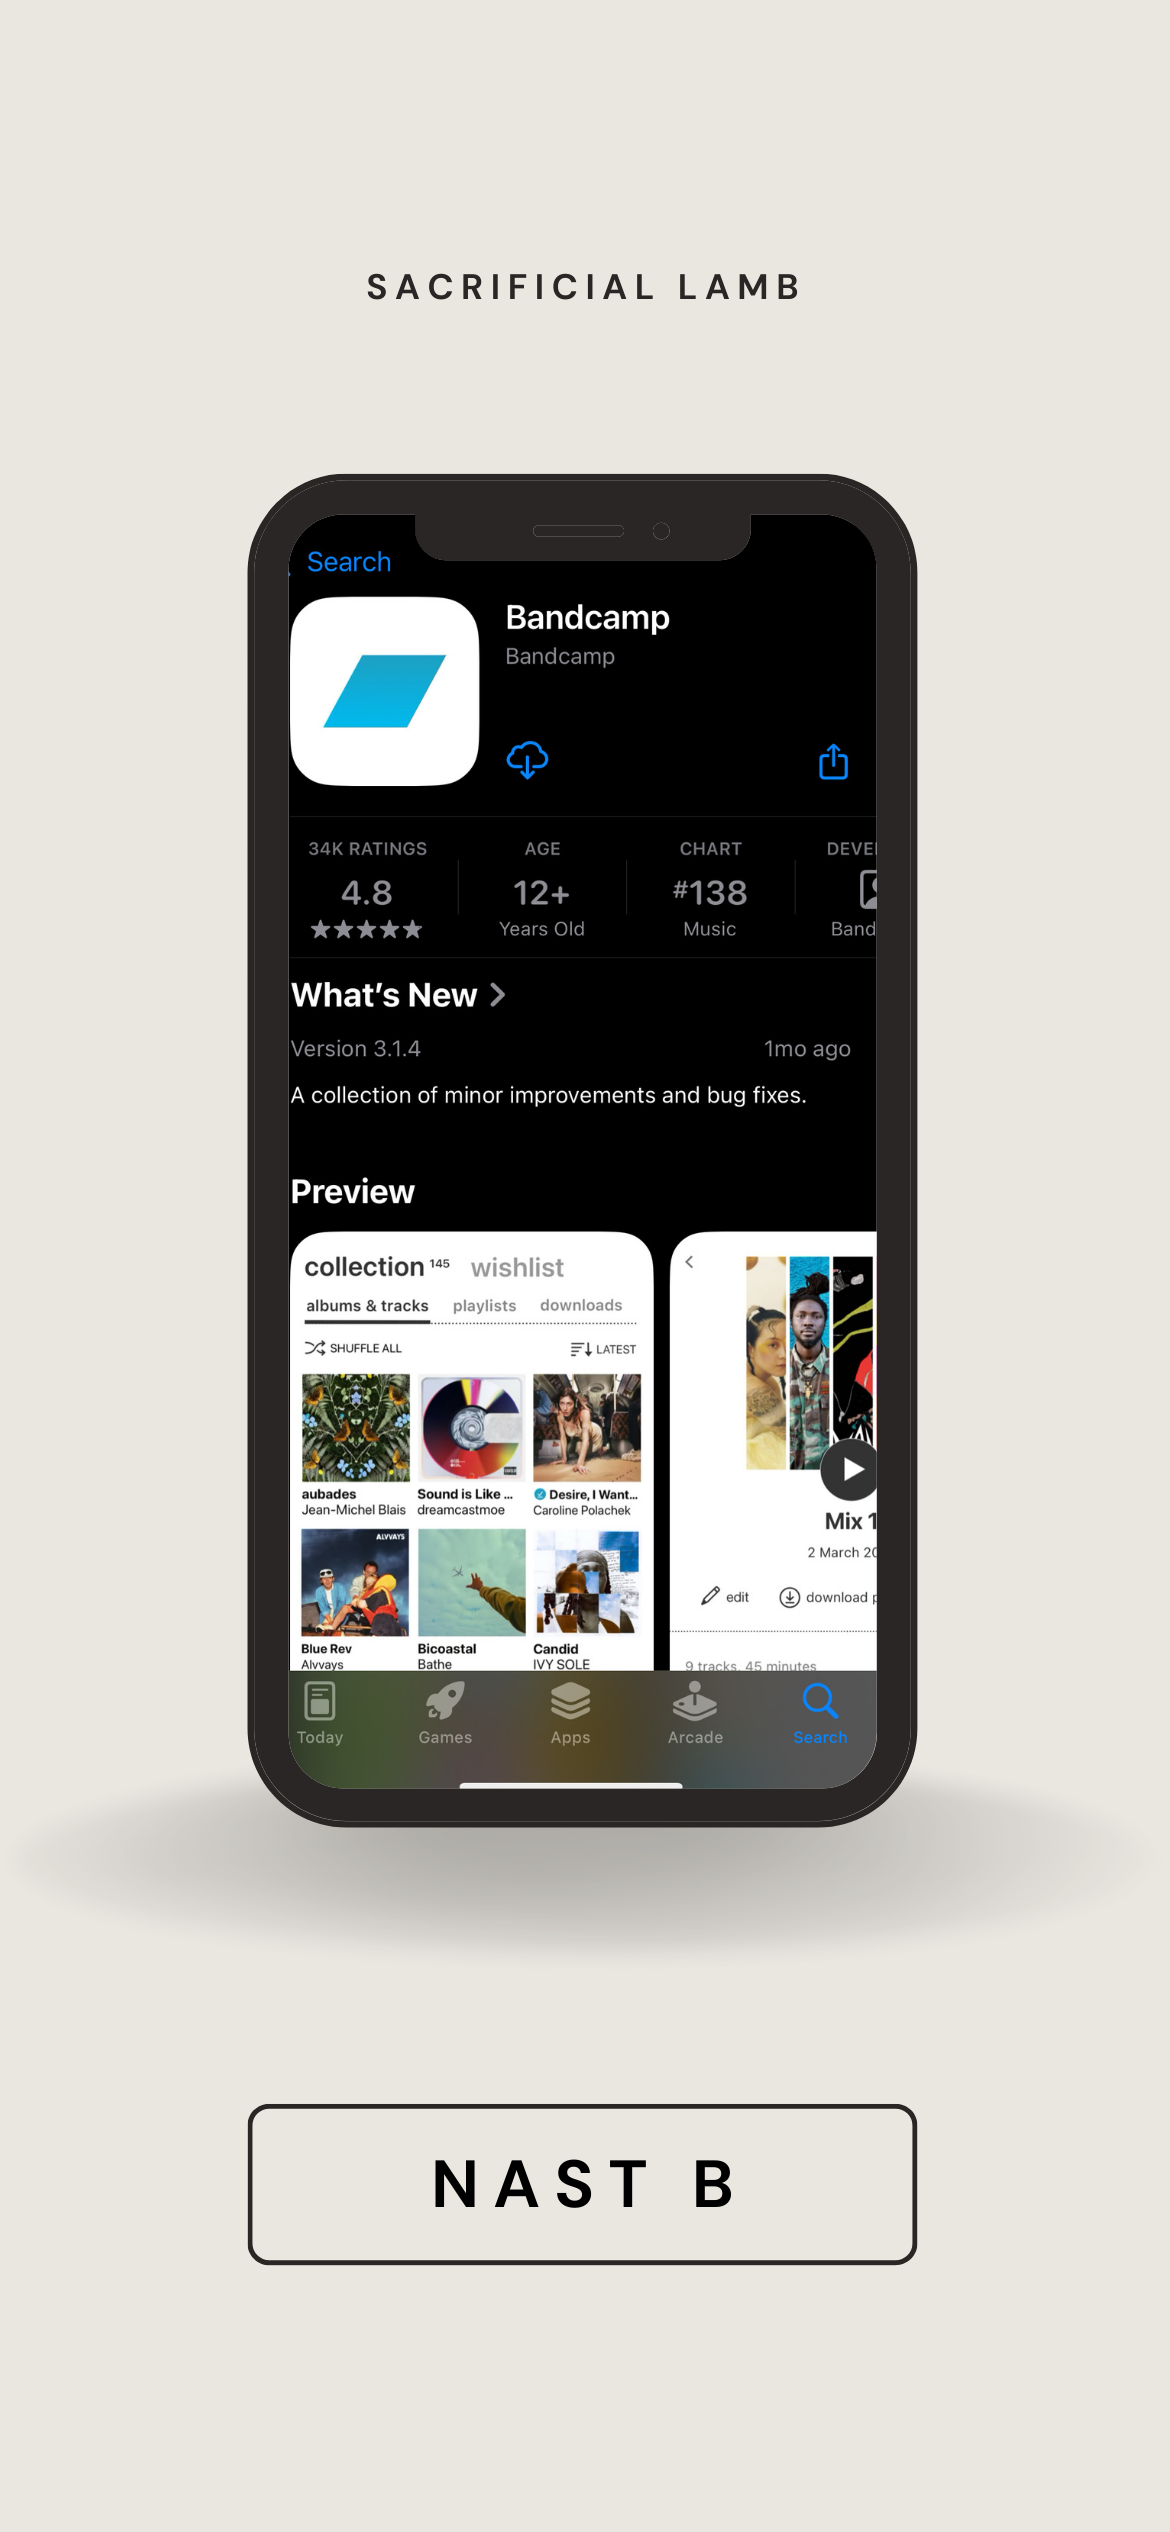 SACRIFICIAL LAMB
Search
Bandcamp
Bandcamp
34K RATINGS AGE CHART DEVE
4.8 12+ #138
Years Old Music Band
What's New
Version 3.1.4 1mo ago
A collection of minor improvements and bug fixes.
Preview
collection 145 wishlist
albums & tracks playlists downloads
SHUFFLE ALL LATEST
aubades Sound is Like ... Desire, I Want...
Jean-Michel Blais dreamcastmoe Caroline Polachek
ALVVAYS
Blue Rev Bicoastal Candid
Alvvays Bathe IVY SOLE
Mix 1
2 March 20
edit download p
9 tracks, 45 minutes
Today Games Apps Arcade Search
NAST B